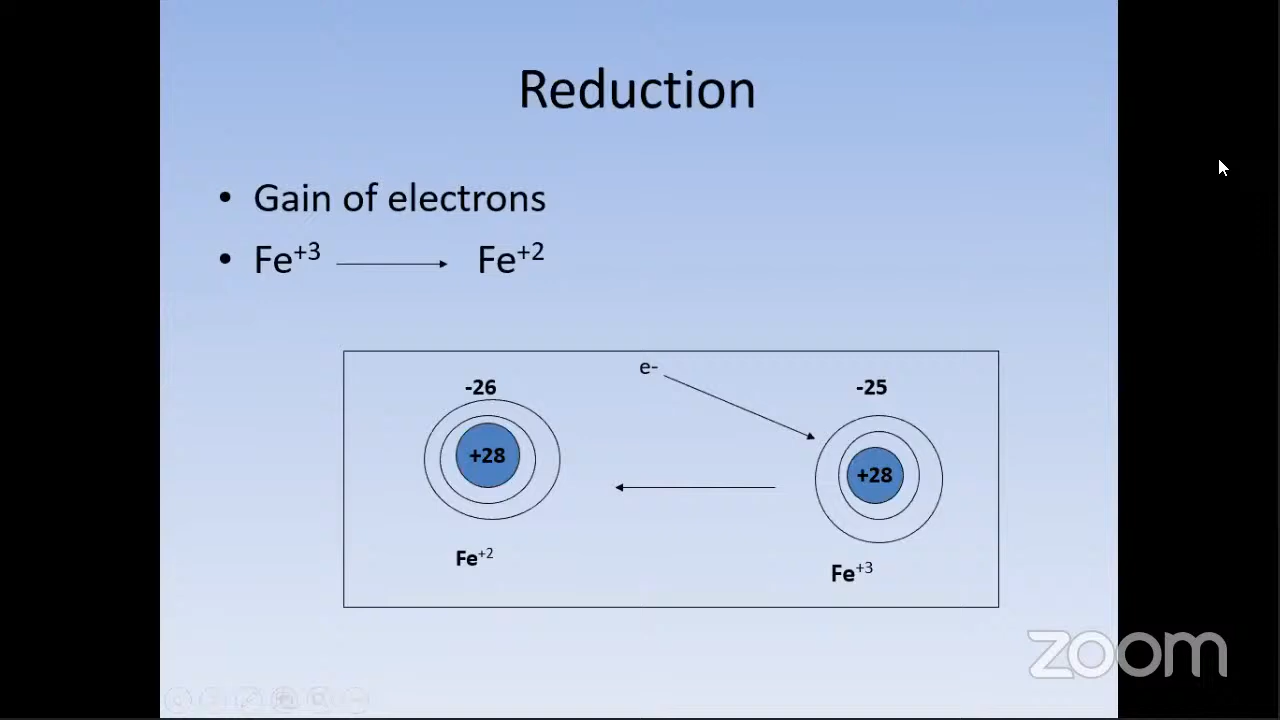 Reduction
• Gain of electrons
• Fe⁺³ → Fe⁺²
e-
-26
-25
+28
+28
Fe⁺²
Fe⁺³
zoom